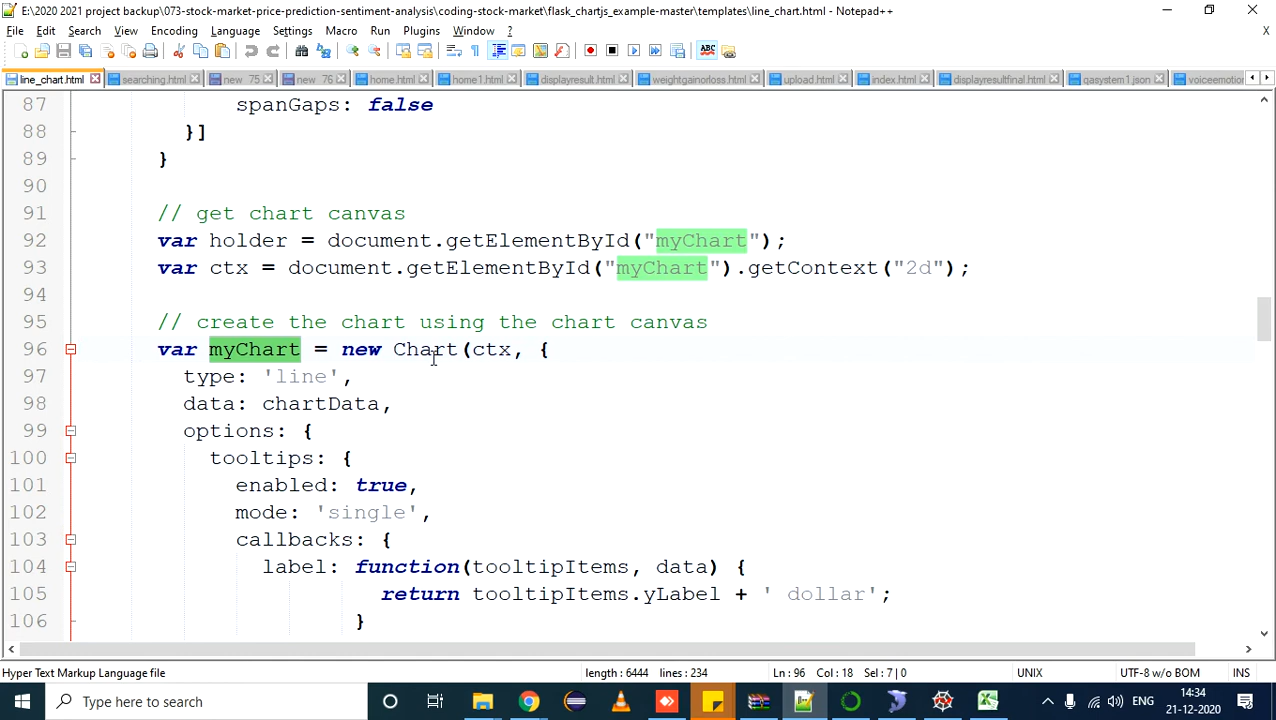 E:\2020 2021 project backup\073-stock-market-price-prediction-sentiment-analysis\coding-stock-market\flask_chartjs_example-master\templates\line_chart.html - Notepad++
File Edit Search View Encoding Language Settings Macro Run Plugins Window ? X
line_chart.html searching.html new 75 new 76 home.html home1.html displayresult.html weightgainorloss.html upload.html index.html displayresultfinal.html qasystem1.json voiceemotion
87 spanGaps: false
88 }]
89 }
90
91 // get chart canvas
92 var holder = document.getElementById("myChart");
93 var ctx = document.getElementById("myChart").getContext("2d");
94
95 // create the chart using the chart canvas
96 var myChart = new Chart(ctx, {
97 type: 'line',
98 data: chartData,
99 options: {
100 tooltips: {
101 enabled: true,
102 mode: 'single',
103 callbacks: {
104 label: function(tooltipItems, data) {
105 return tooltipItems.yLabel + ' dollar';
106 }
Hyper Text Markup Language file length : 6444 lines : 234 Ln : 96 Col : 18 Sel : 7 | 0 UNIX UTF-8 w/o BOM INS
Type here to search ENG 14:34
21-12-2020